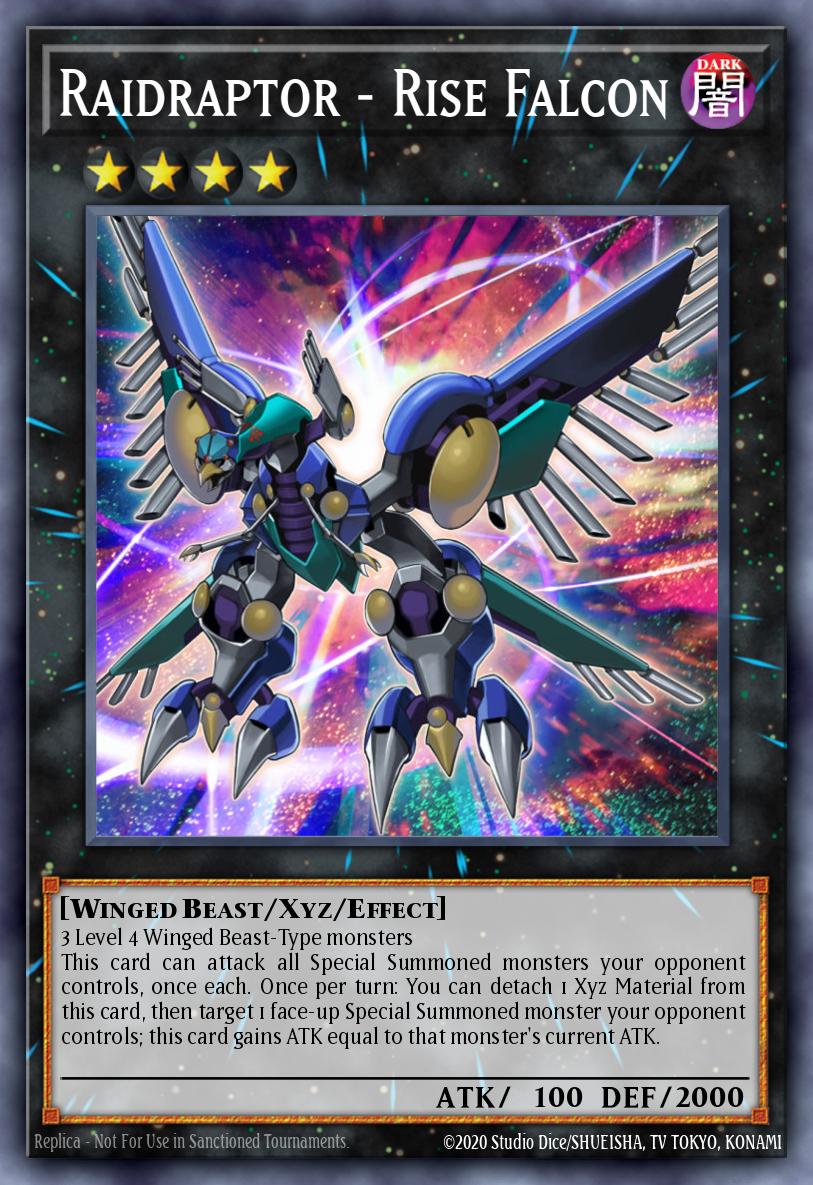 Raidraptor - Rise Falcon
DARK
闇
[Winged Beast/Xyz/Effect]
3 Level 4 Winged Beast-Type monsters
This card can attack all Special Summoned monsters your opponent
controls, once each. Once per turn: You can detach 1 Xyz Material from
this card, then target 1 face-up Special Summoned monster your opponent
controls; this card gains ATK equal to that monster's current ATK.
ATK/ 100 DEF/2000
Replica - Not For Use in Sanctioned Tournaments.
©2020 Studio Dice/SHUEISHA, TV TOKYO, KONAMI